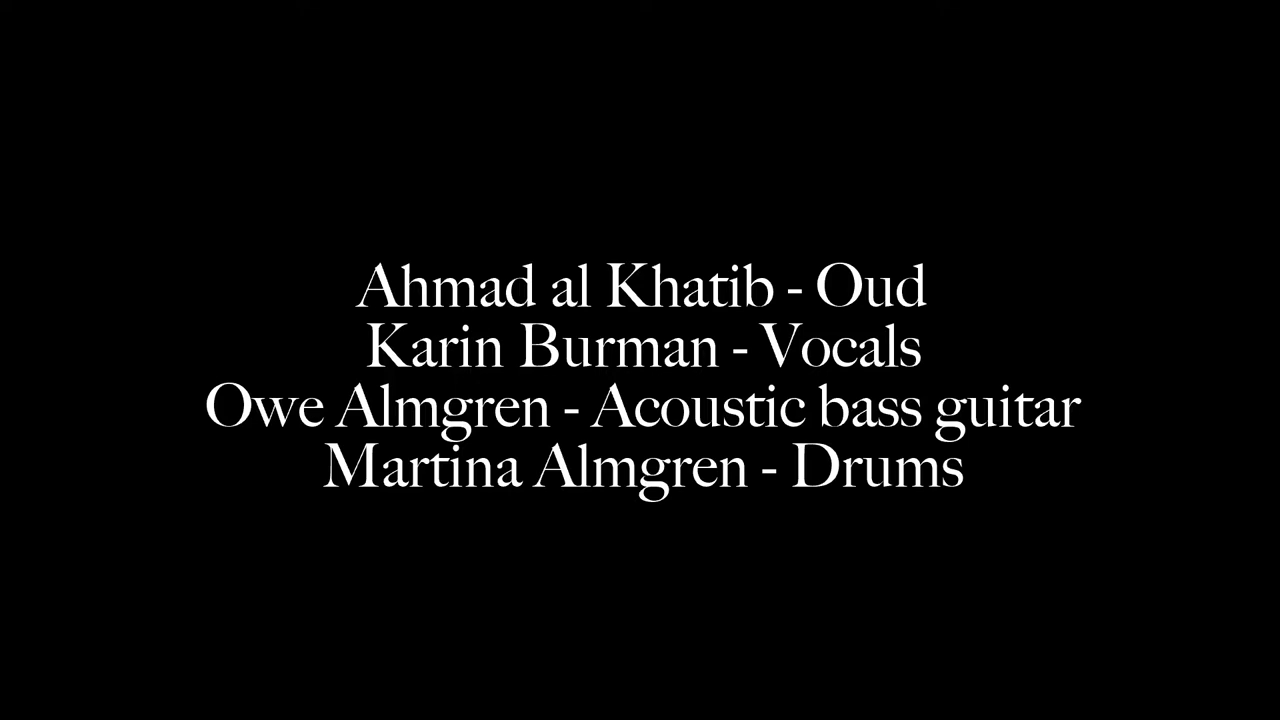 Ahmad al Khatib - Oud
Karin Burman - Vocals
Owe Almgren - Acoustic bass guitar
Martina Almgren - Drums